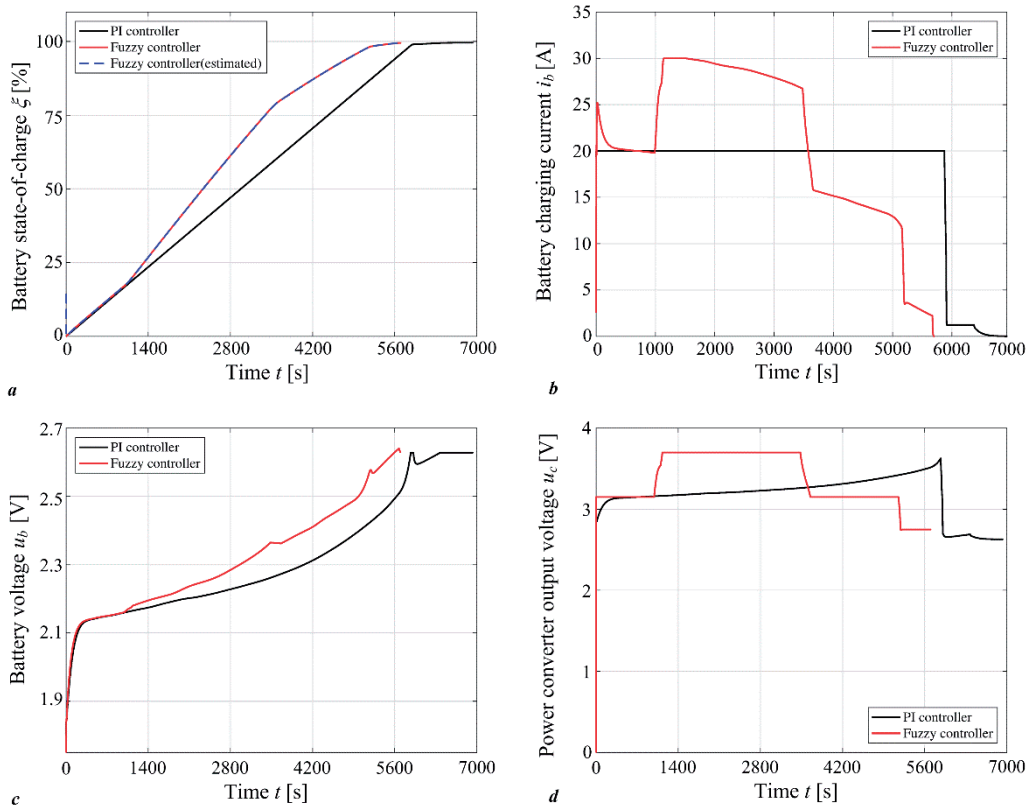 100
75
50
25
0
Battery state-of-charge ξ [%]
PI controller
Fuzzy controller
Fuzzy controller(estimated)
0 1400 2800 4200 5600 7000
Time t [s]
a
35
30
25
20
15
10
5
0
Battery charging current i_b [A]
PI controller
Fuzzy controller
0 1000 2000 3000 4000 5000 6000 7000
Time t [s]
b
2.7
2.5
2.3
2.1
1.9
Battery voltage u_b [V]
PI controller
Fuzzy controller
0 1400 2800 4200 5600 7000
Time t [s]
c
4
3
2
1
0
Power converter output voltage u_c [V]
PI controller
Fuzzy controller
0 1400 2800 4200 5600 7000
Time t [s]
d